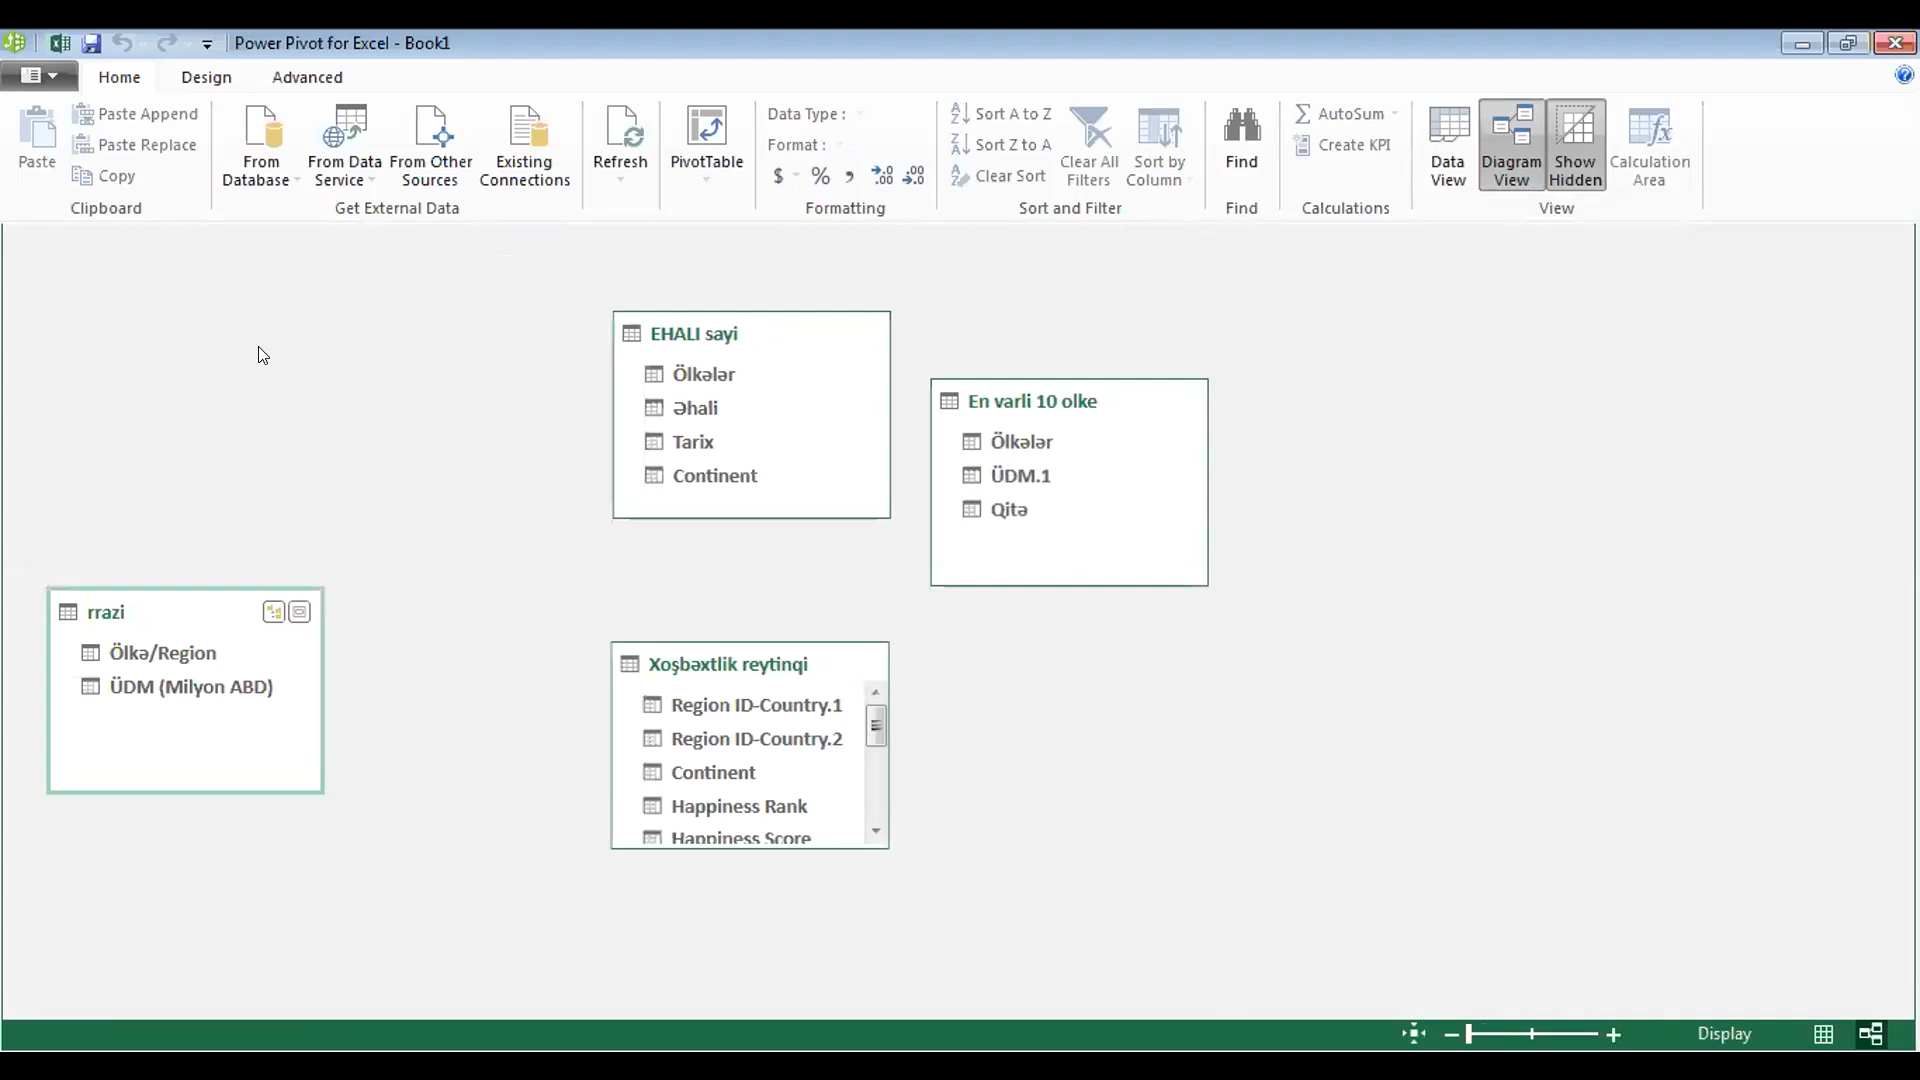 Power Pivot for Excel - Book1
Home
Design
Advanced
Paste
Paste Append
Paste Replace
Copy
Clipboard
From Database
From Data Service
From Other Sources
Existing Connections
Get External Data
Refresh
PivotTable
Data Type :
Format :
$ % , .00 .00
Formatting
Sort A to Z
Sort Z to A
Clear Sort
Clear All Filters
Sort by Column
Sort and Filter
Find
Find
AutoSum
Create KPI
Calculations
Data View
Diagram View
Show Hidden
Calculation Area
View
EHALI sayi
Ölkələr
Əhali
Tarix
Continent
En varli 10 olke
Ölkələr
ÜDM.1
Qitə
rrazi
Ölkə/Region
ÜDM (Milyon ABD)
Xoşbəxtlik reytinqi
Region ID-Country.1
Region ID-Country.2
Continent
Happiness Rank
Happiness Score
Display